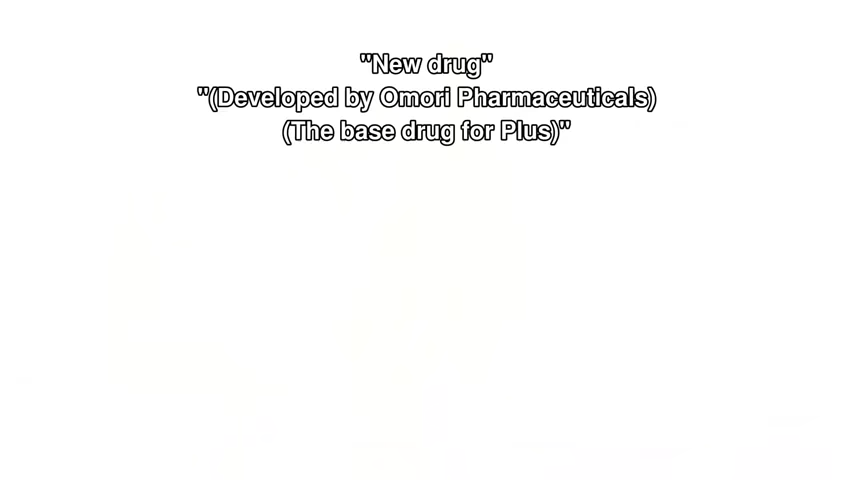 "New drug"
"(Developed by Omori Pharmaceuticals)
(The base drug for Plus)"